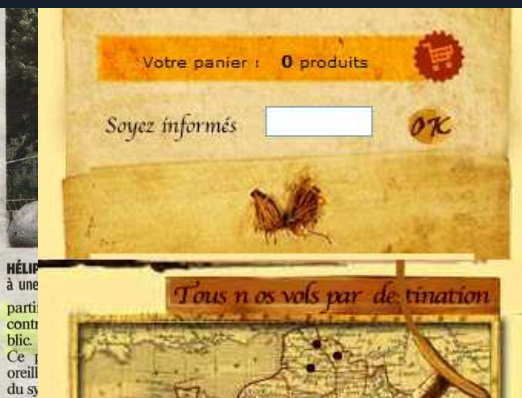 Votre panier : 0 produits
Soyez informés
OK
Tous n os vols par de tination
HÉLIP
à une
parti
contr
blic.
Ce p
oreill
du sy